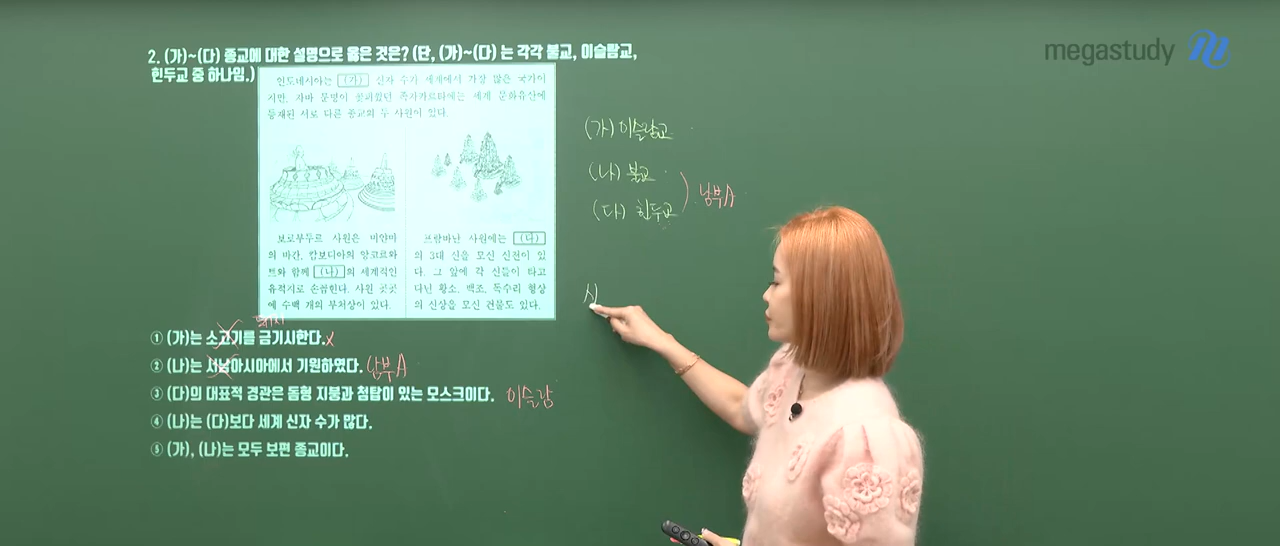 megastudy
2. (가)~(다) 종교에 대한 설명으로 옳은 것은? (단, (가)~(다) 는 각각 불교, 이슬람교,
힌두교 중 하나임.)
인도네시아는 (가) 신자 수가 세계에서 가장 많은 국가이
지만, 자바 문명이 꽃피웠던 족자카르타에는 세계 문화유산에
등재된 서로 다른 종교의 두 사원이 있다.
보로부두르 사원은 미얀마
의 바간, 캄보디아의 앙코르와
트와 함께 (나) 의 세계적인
유적지로 손꼽힌다. 사원 곳곳
에 수백 개의 부처상이 있다.
프람바난 사원에는 (나)
의 3대 신을 모신 신전이 있
다. 그 앞에 각 신들이 타고
다닌 황소, 백조, 독수리 형상
의 신상을 모신 건물도 있다.
돼지
① (가)는 소고기를 금기시한다. x
② (나)는 서남아시아에서 기원하였다. 남부A
③ (다)의 대표적 경관은 돔형 지붕과 첨탑이 있는 모스크이다. 이슬람
④ (나)는 (다)보다 세계 신자 수가 많다.
⑤ (가), (나)는 모두 보편 종교이다.
(가) 이슬람교
(나) 불교
(다) 힌두교
남부A
신